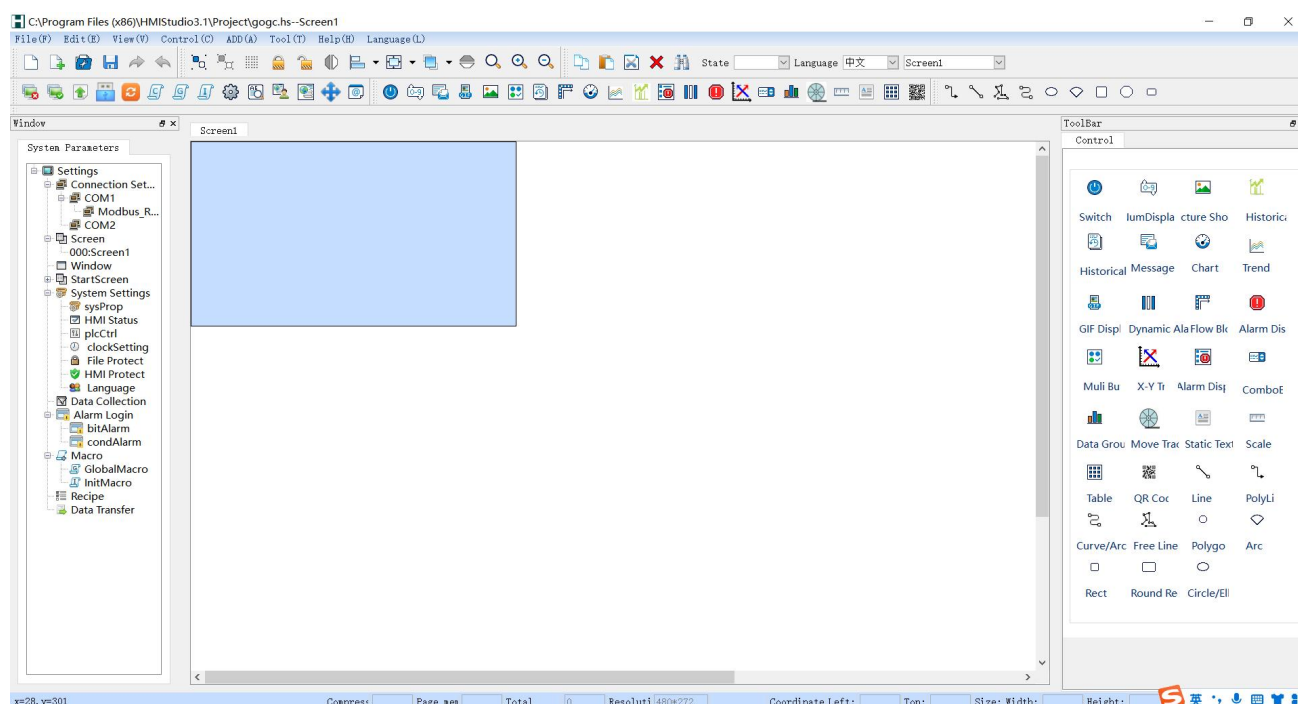 C:\Program Files (x86)\HMIStudio3.1\Project\gogc.hs--Screen1
File(F) Edit(E) View(V) Control(C) ADD(A) Tool(T) Help(H) Language(L)
State Language 中文 Screen1
Window
System Parameters
Settings
Connection Set...
COM1
Modbus_R...
COM2
Screen
000:Screen1
Window
StartScreen
System Settings
sysProp
HMI Status
plcCtrl
clockSetting
File Protect
HMI Protect
Language
Data Collection
Alarm Login
bitAlarm
condAlarm
Macro
GlobalMacro
InitMacro
Recipe
Data Transfer
Screen1
ToolBar
Control
Switch lumDispla cture Sho Historica
Historical Message Chart Trend
GIF Displ Dynamic Ala Flow Blc Alarm Dis
Muli Bu X-Y Tr Alarm Disp ComboE
Data Grou Move Trac Static Text Scale
Table QR Coc Line PolyLi
Curve/Arc Free Line Polygo Arc
Rect Round Re Circle/Ell
x=28, y=301 Compress Page mem Total 0 Resoluti 480*272 Coordinate Left: Top: Size: Width: Height: 英